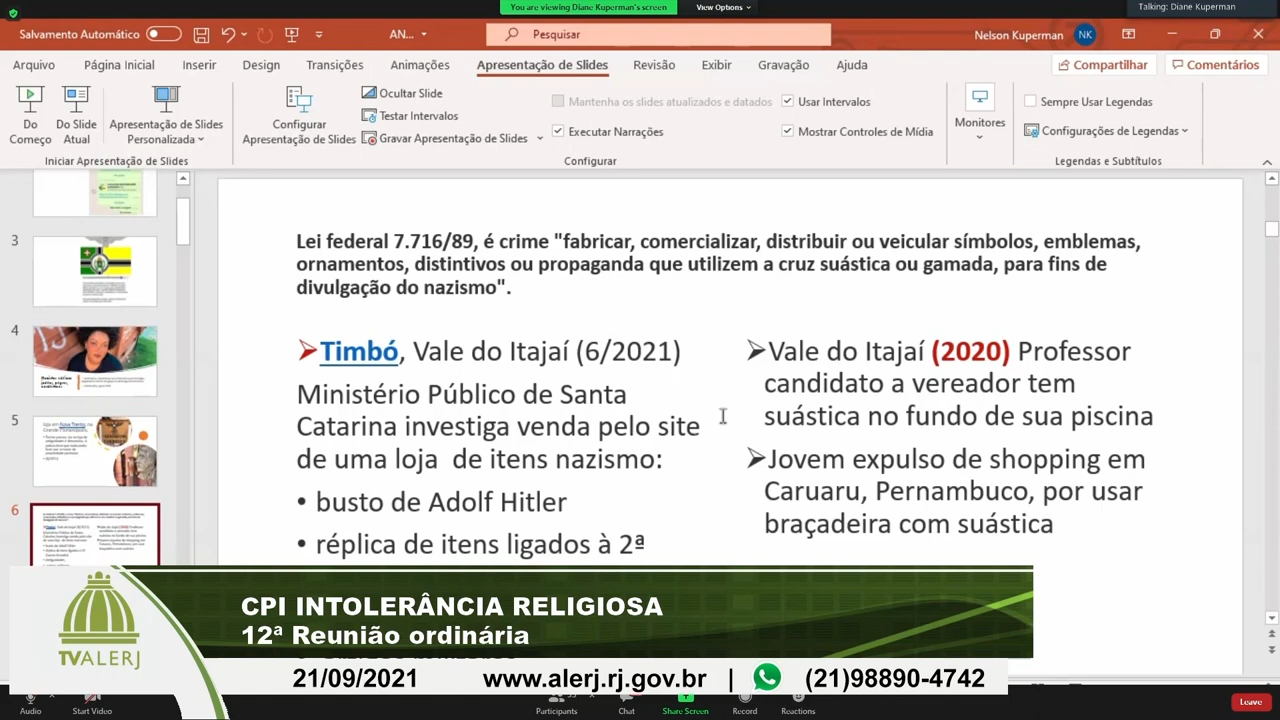 You are viewing Diane Kuperman's screen
View Options
Talking: Diane Kuperman
Salvamento Automático
AN...
Pesquisar
Nelson Kuperman
NK
Arquivo
Página Inicial
Inserir
Design
Transições
Animações
Apresentação de Slides
Revisão
Exibir
Gravação
Ajuda
Compartilhar
Comentários
Do Começo
Do Slide Atual
Apresentação de Slides Personalizada
Iniciar Apresentação de Slides
Configurar Apresentação de Slides
Ocultar Slide
Testar Intervalos
Gravar Apresentação de Slides
Mantenha os slides atualizados e datados
Executar Narrações
Usar Intervalos
Mostrar Controles de Mídia
Configurar
Monitores
Sempre Usar Legendas
Configurações de Legendas
Legendas e Subtítulos
3
4
5
6
Lei federal 7.716/89, é crime "fabricar, comercializar, distribuir ou veicular símbolos, emblemas,
ornamentos, distintivos ou propaganda que utilizem a cruz suástica ou gamada, para fins de
divulgação do nazismo".
➢Timbó, Vale do Itajaí (6/2021)
Ministério Público de Santa
Catarina investiga venda pelo site
de uma loja de itens nazismo:
• busto de Adolf Hitler
• réplica de itens ligados à 2ª
➢Vale do Itajaí (2020) Professor
candidato a vereador tem
suástica no fundo de sua piscina
➢Jovem expulso de shopping em
Caruaru, Pernambuco, por usar
braçadeira com suástica
TVALERJ
CPI INTOLERÂNCIA RELIGIOSA
12ª Reunião ordinária
21/09/2021 www.alerj.rj.gov.br | (21)98890-4742
Audio
Start Video
Participants
Chat
Share Screen
Record
Reactions
Leave